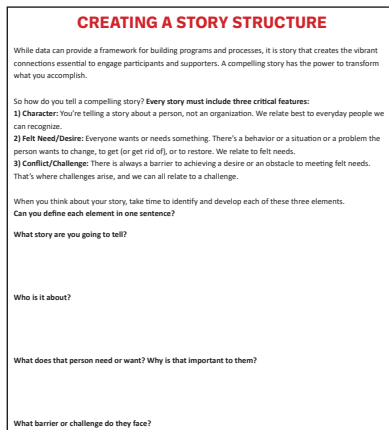 CREATING A STORY STRUCTURE
While data can provide a framework for building programs and processes, it is story that creates the vibrant
connections essential to engage participants and supporters. A compelling story has the power to transform
what you accomplish.
So how do you tell a compelling story? Every story must include three critical features:
1) Character: You're telling a story about a person, not an organization. We relate best to everyday people we
can recognize.
2) Felt Need/Desire: Everyone wants or needs something. There's a behavior or a situation or a problem the
person wants to change, to get (or get rid of), or to restore. We relate to felt needs.
3) Conflict/Challenge: There is always a barrier to achieving a desire or an obstacle to meeting felt needs.
That's where challenges arise, and we can all relate to a challenge.
When you think about your story, take time to identify and develop each of these three elements.
Can you define each element in one sentence?
What story are you going to tell?
Who is it about?
What does that person need or want? Why is that important to them?
What barrier or challenge do they face?